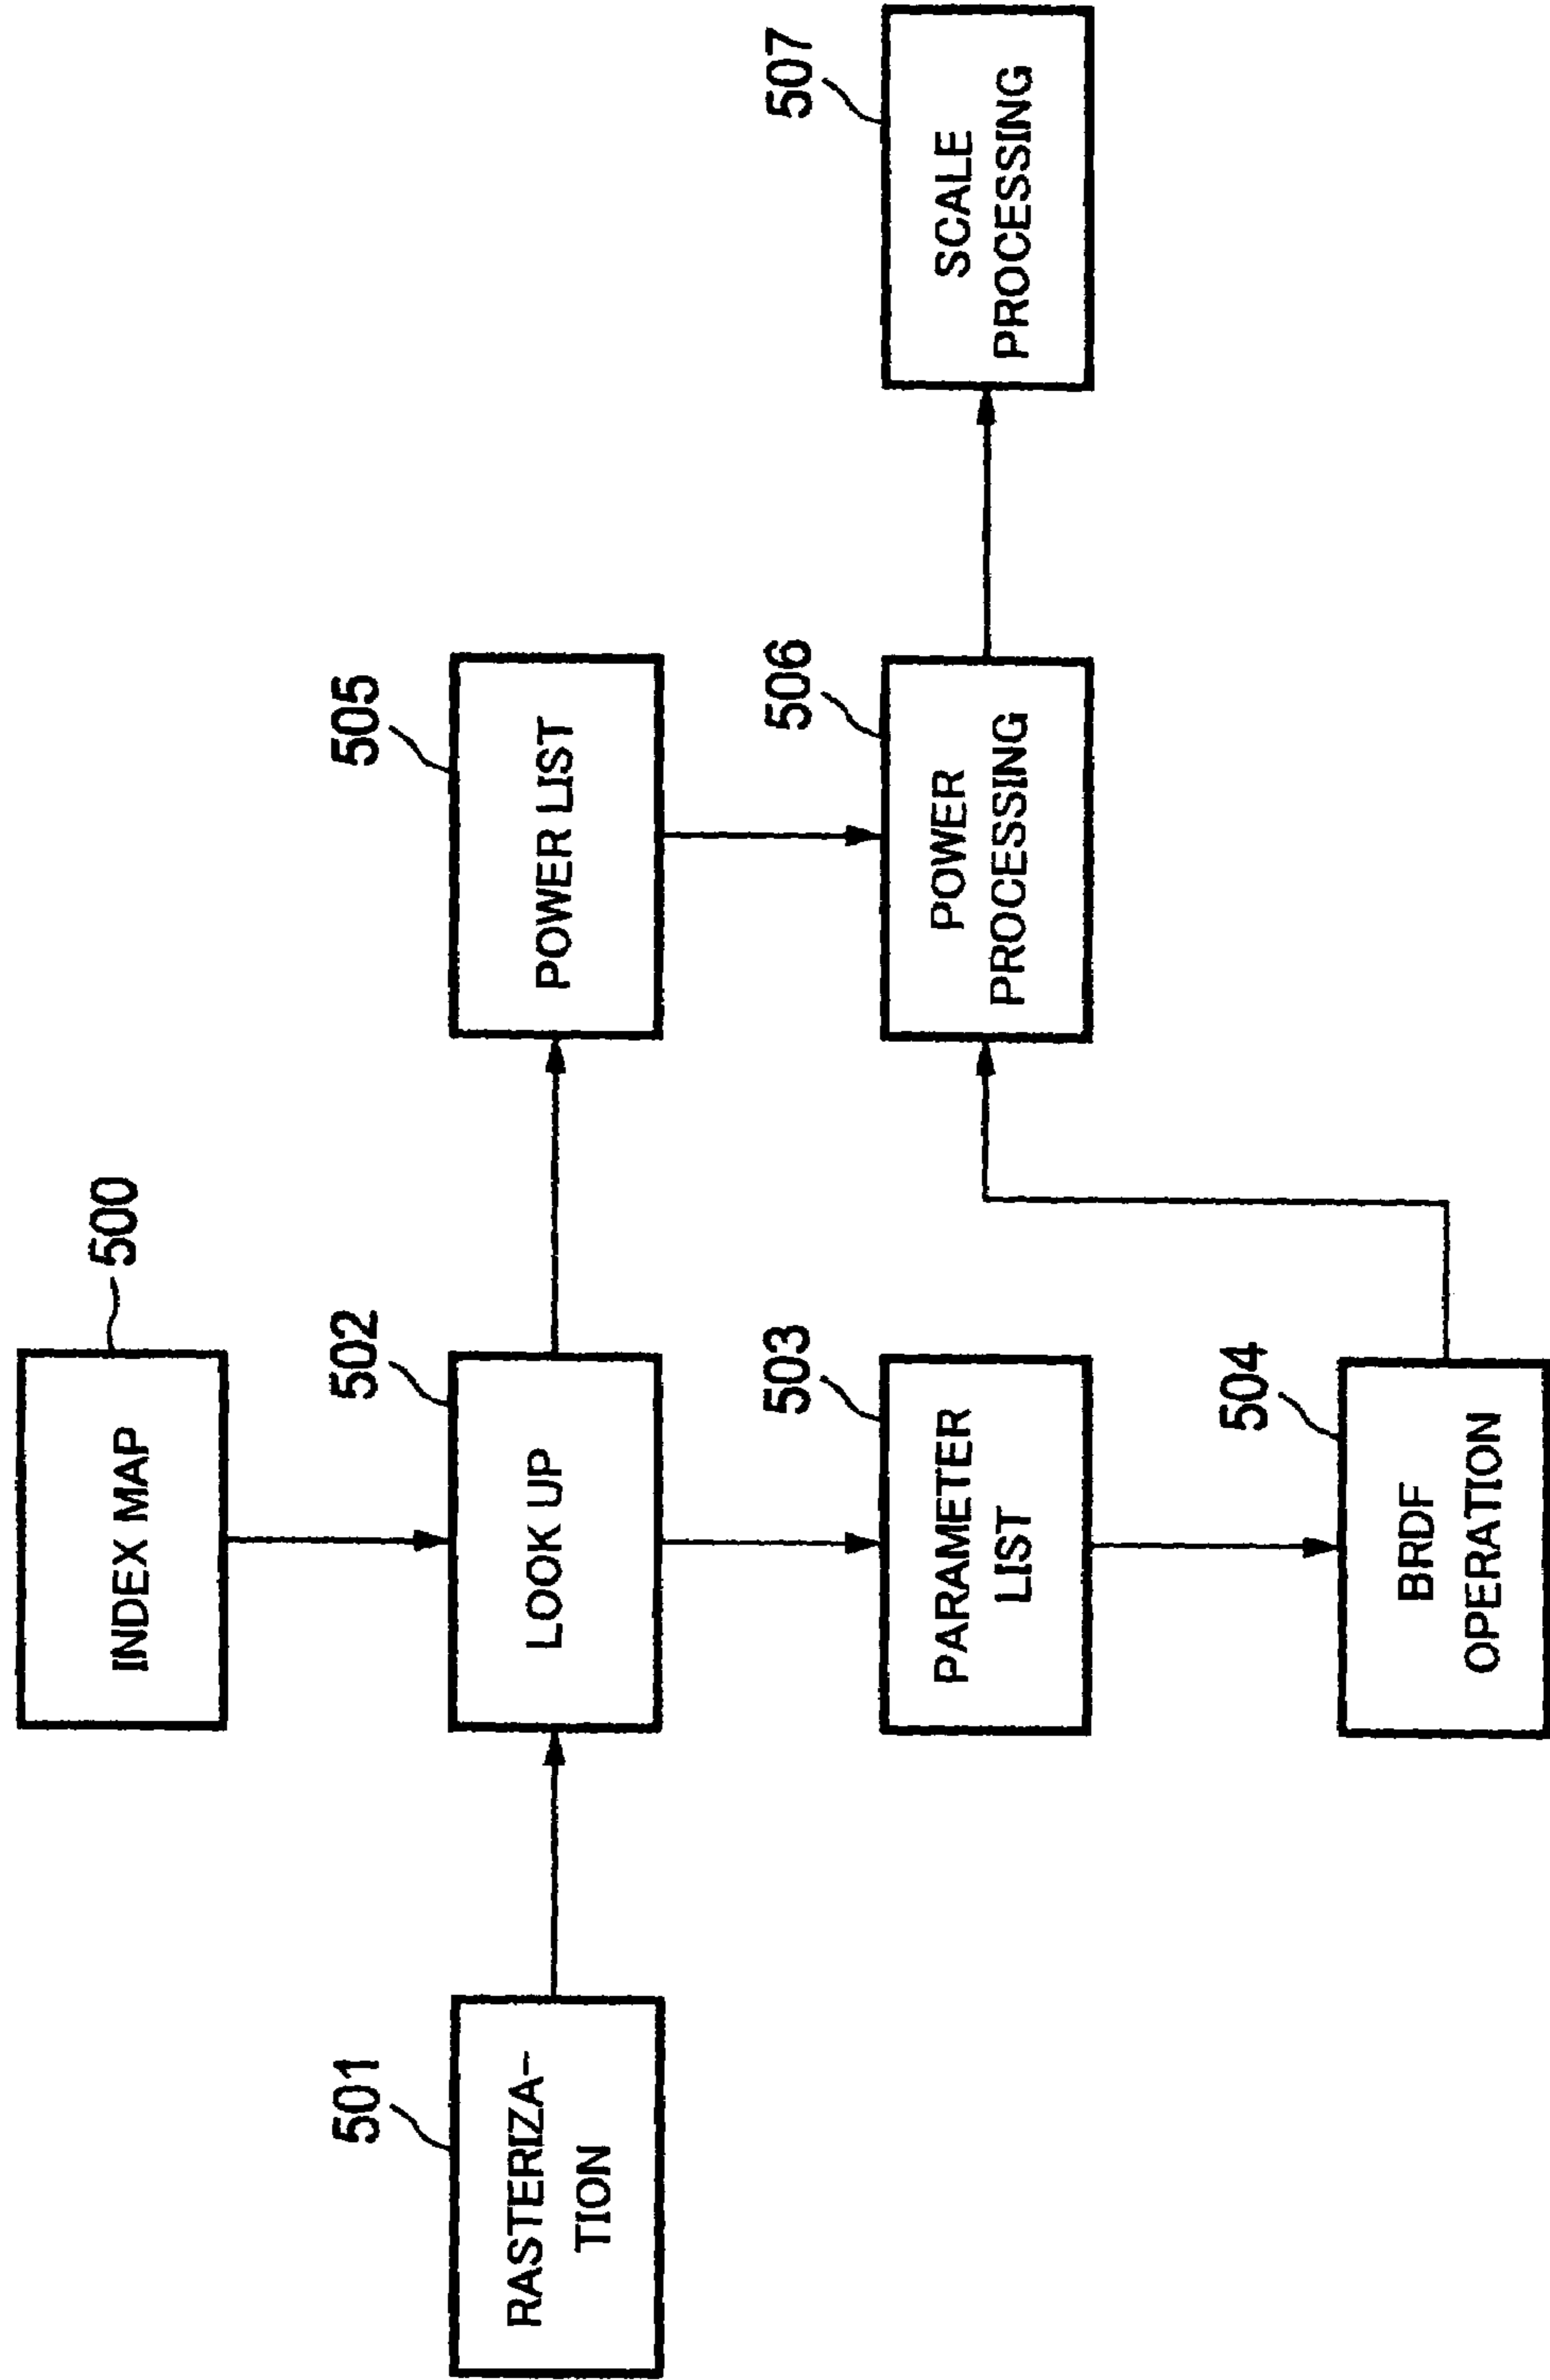 500
INDEX MAP
501
RASTERIZA-
TION
502
LOOK UP
505
POWER LIST
503
PARAMETER
LIST
506
POWER
PROCESSING
507
SCALE
PROCESSING
504
BRDF
OPERATION